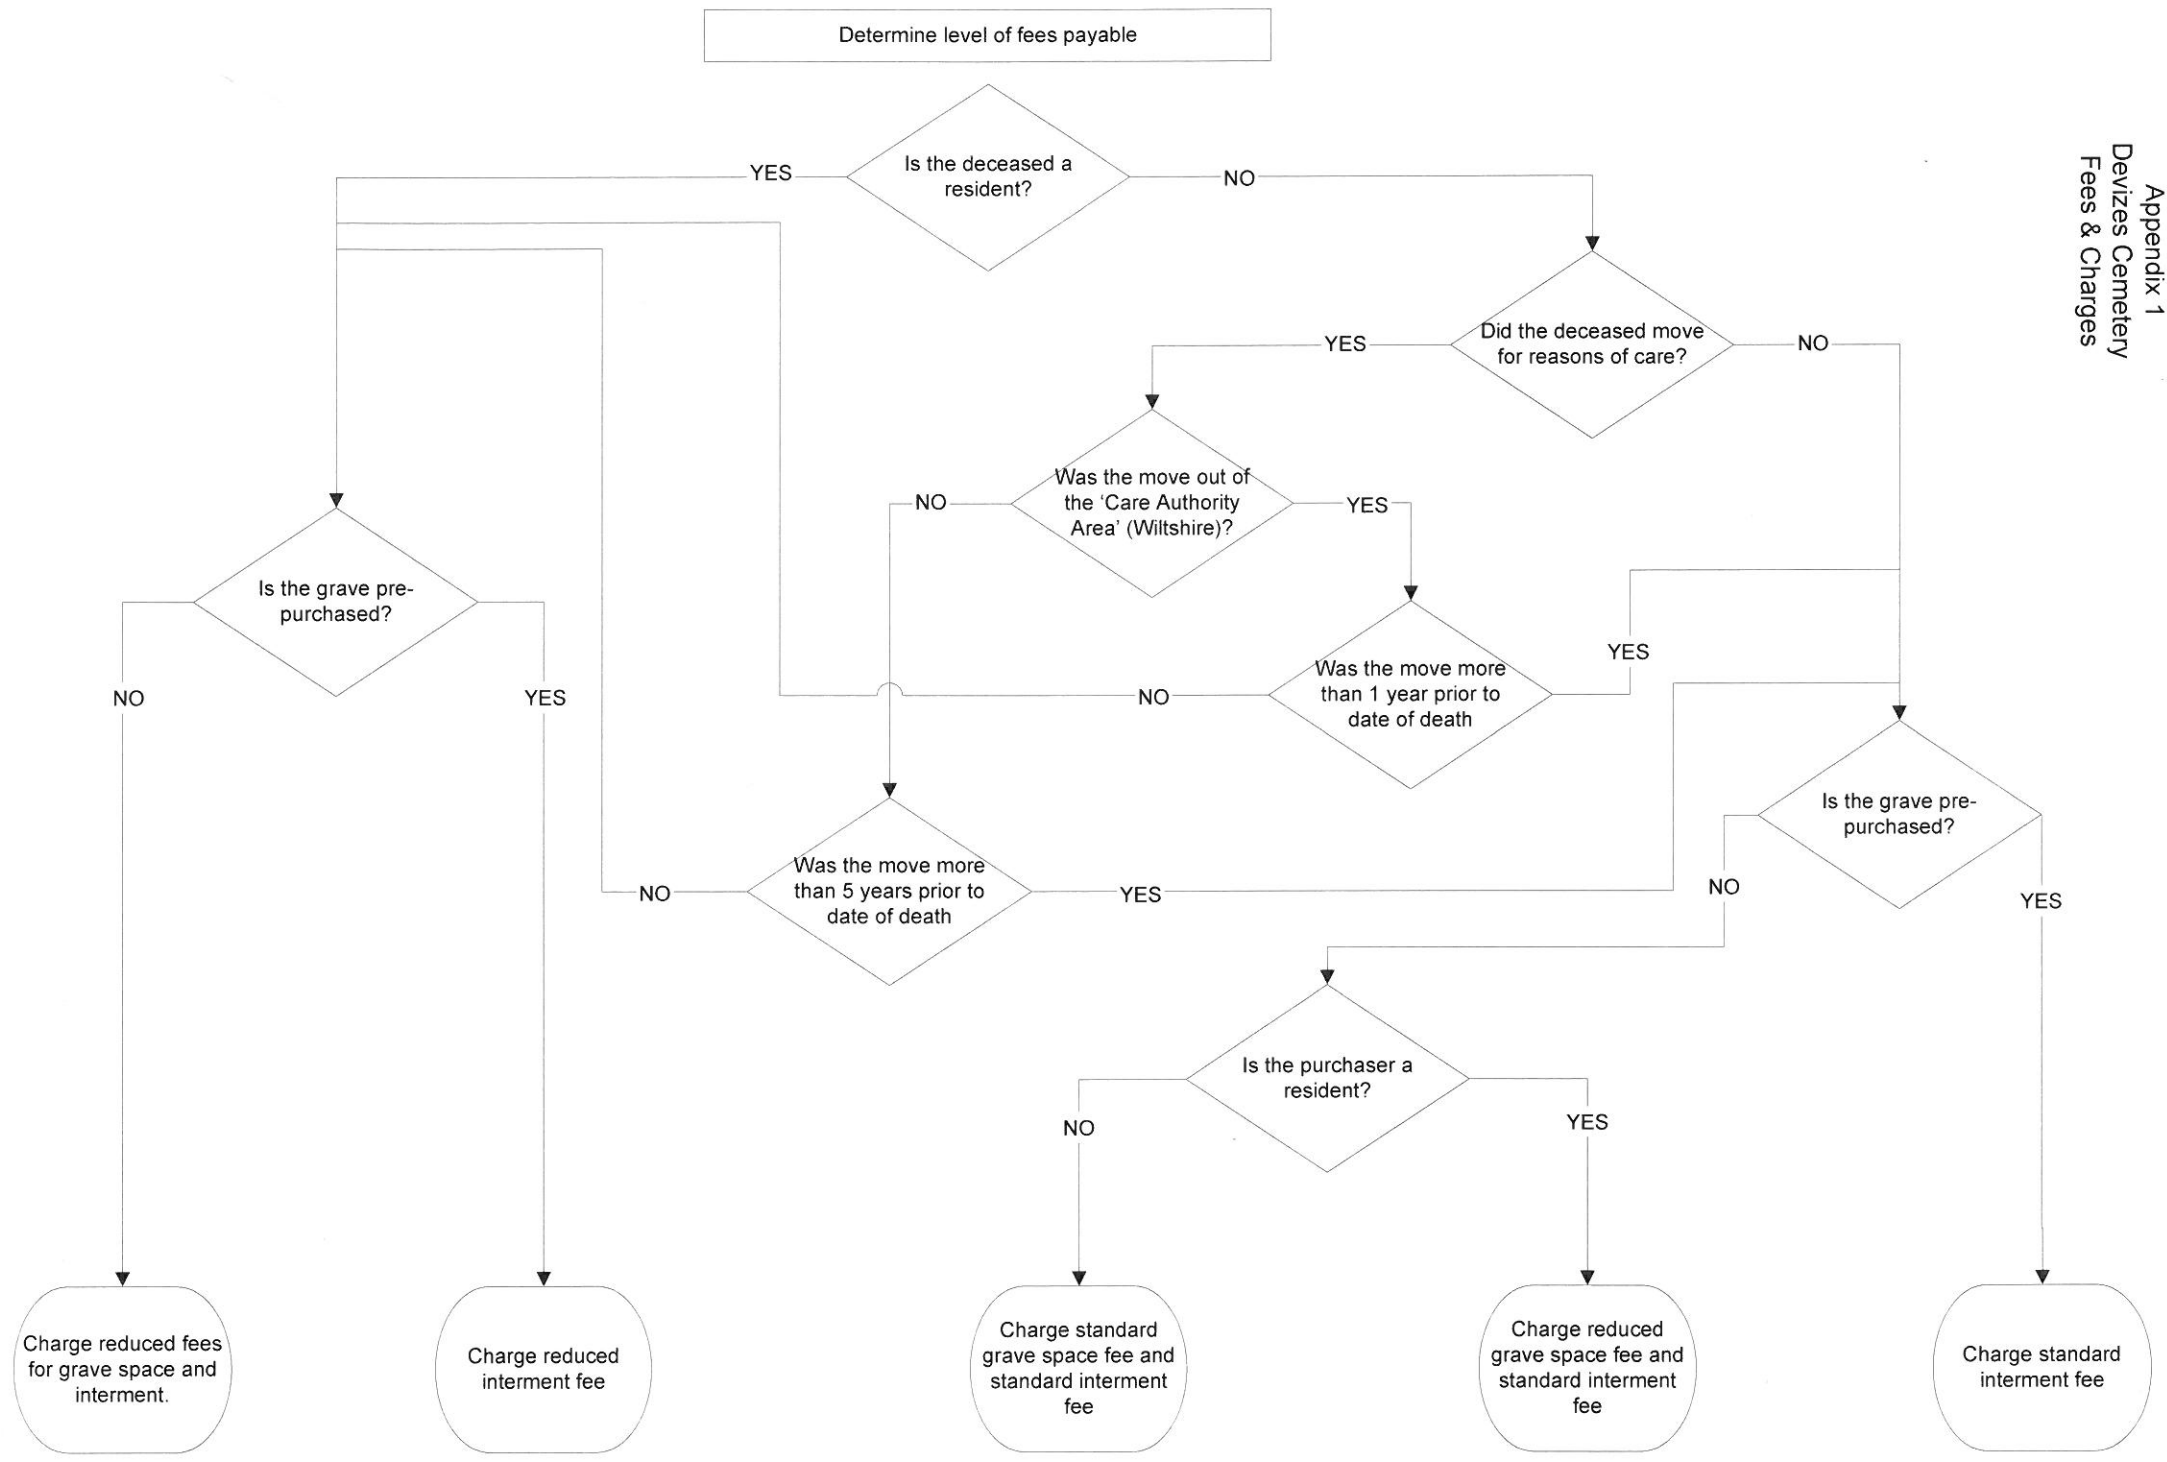 Determine level of fees payable
Appendix 1
Devizes Cemetery
Fees & Charges
Is the deceased a
resident?
YES
NO
Did the deceased move
for reasons of care?
YES
NO
Was the move out of
the ‘Care Authority
Area’ (Wiltshire)?
NO
YES
Is the grave pre-
purchased?
NO
YES
Was the move more
than 1 year prior to
date of death
NO
YES
Was the move more
than 5 years prior to
date of death
NO
YES
Is the grave pre-
purchased?
NO
YES
Is the purchaser a
resident?
NO
YES
Charge reduced fees
for grave space and
interment.
Charge reduced
interment fee
Charge standard
grave space fee and
standard interment
fee
Charge reduced
grave space fee and
standard interment
fee
Charge standard
interment fee